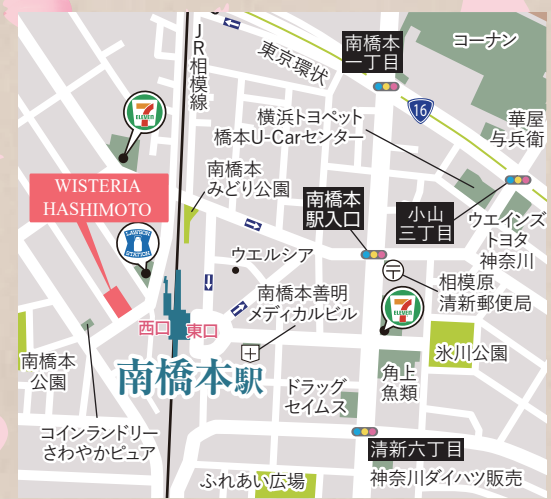 JR相模線
東京環状
南橋本
一丁目
コーナン
16
横浜トヨペット
橋本U-Carセンター
華屋
与兵衛
7
ELEVEN
南橋本
みどり公園
WISTERIA
HASHIMOTO
南橋本
駅入口
小山
三丁目
ウエインズ
トヨタ
神奈川
LAWSON
STATION
ウエルシア
相模原
清新郵便局
南橋本善明
メディカルビル
7
ELEVEN
西口
東口
南橋本駅
氷川公園
南橋本
公園
ドラッグ
セイムス
角上
魚類
コインランドリー
さわやかピュア
清新六丁目
ふれあい広場
神奈川ダイハツ販売